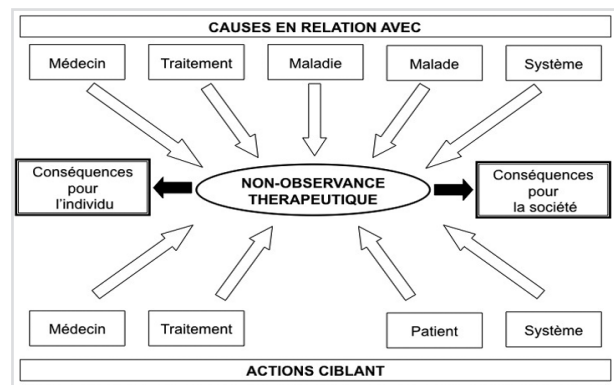 CAUSES EN RELATION AVEC
Médecin
Traitement
Maladie
Malade
Système
Conséquences
pour
l'individu
NON-OBSERVANCE
THERAPEUTIQUE
Conséquences
pour
la société
Médecin
Traitement
Patient
Système
ACTIONS CIBLANT